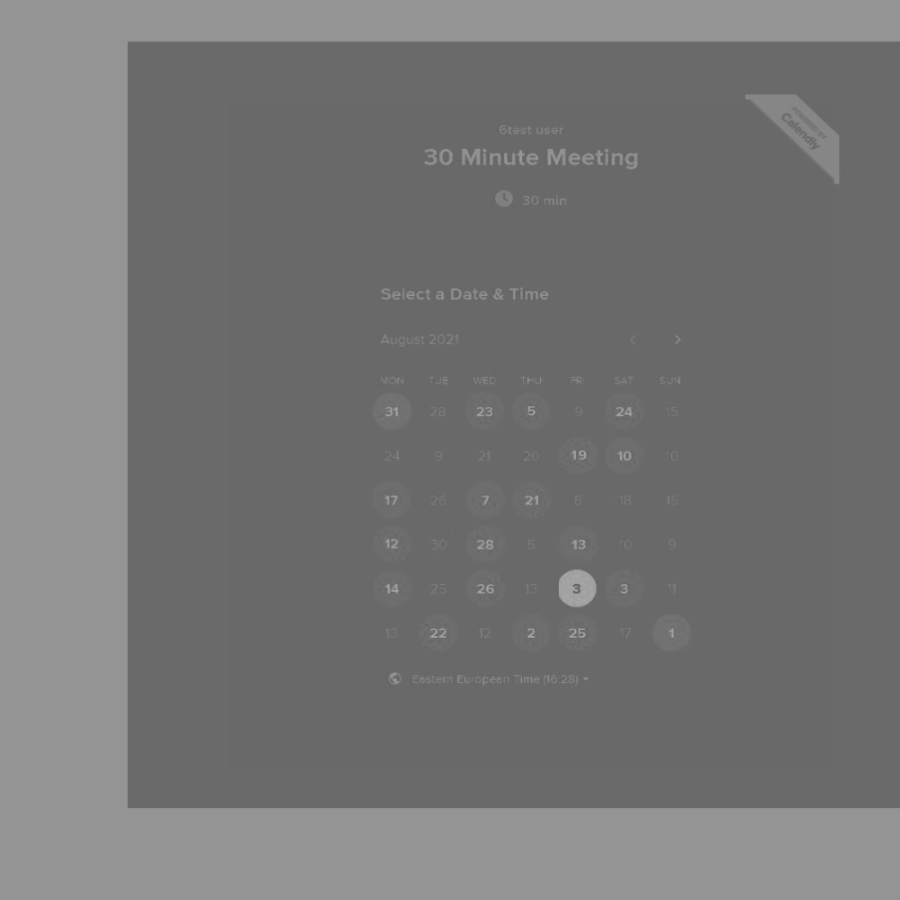 POWERED BY
Calendly
6test user
30 Minute Meeting
30 min
Select a Date & Time
August 2021
MON TUE WED THU FRI SAT SUN
31 28 23 5 9 24 15
24 9 21 20 19 10 10
17 26 7 21 6 18 15
12 30 28 5 13 10 9
14 25 26 13 3 3 11
13 22 12 2 25 17 1
Eastern European Time (16:28)